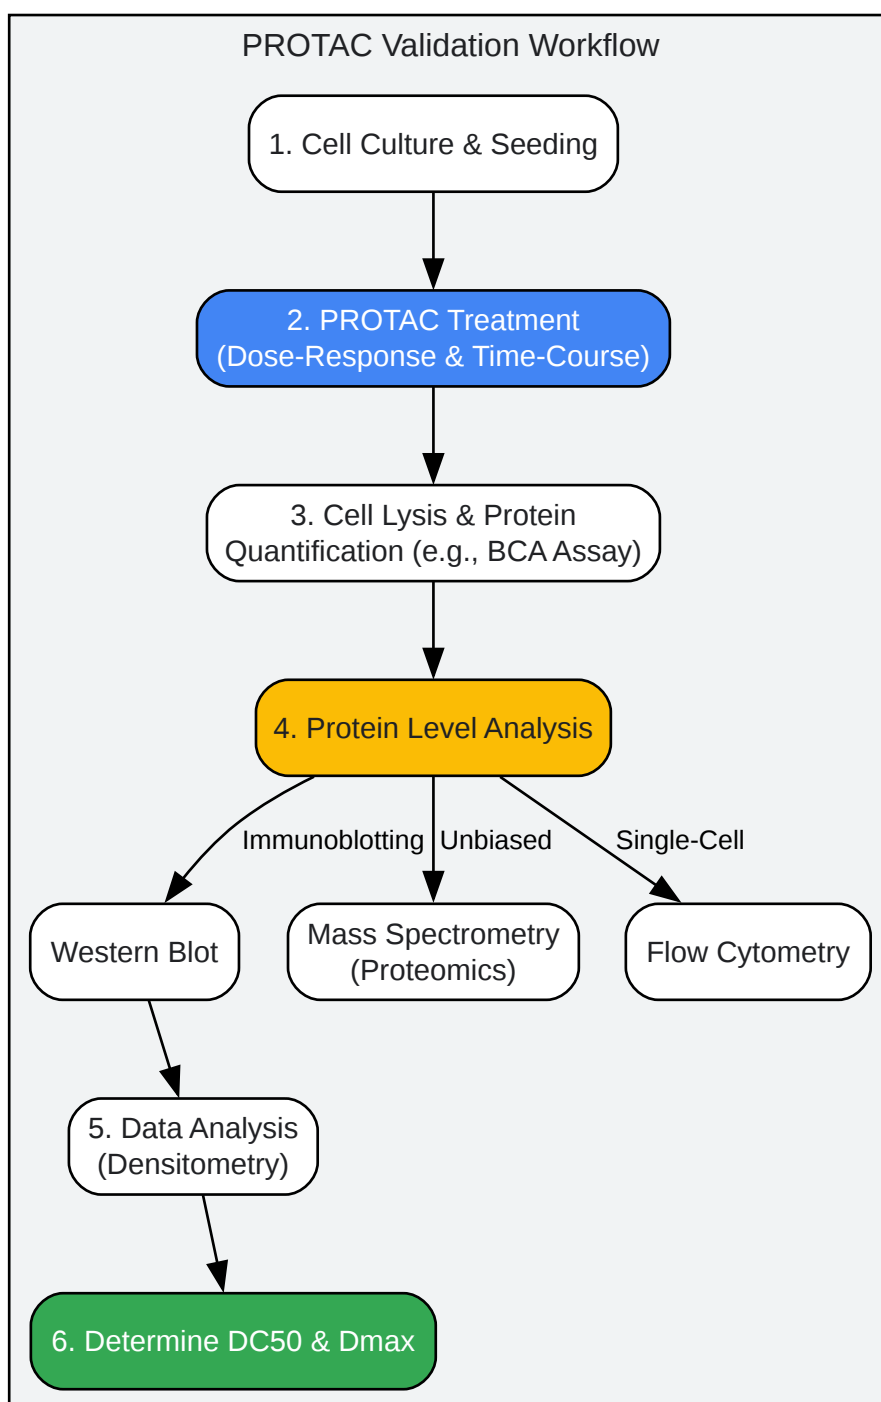 PROTAC Validation Workflow
1. Cell Culture & Seeding
2. PROTAC Treatment
(Dose-Response & Time-Course)
3. Cell Lysis & Protein
Quantification (e.g., BCA Assay)
4. Protein Level Analysis
Immunoblotting
Unbiased
Single-Cell
Western Blot
Mass Spectrometry
(Proteomics)
Flow Cytometry
5. Data Analysis
(Densitometry)
6. Determine DC50 & Dmax